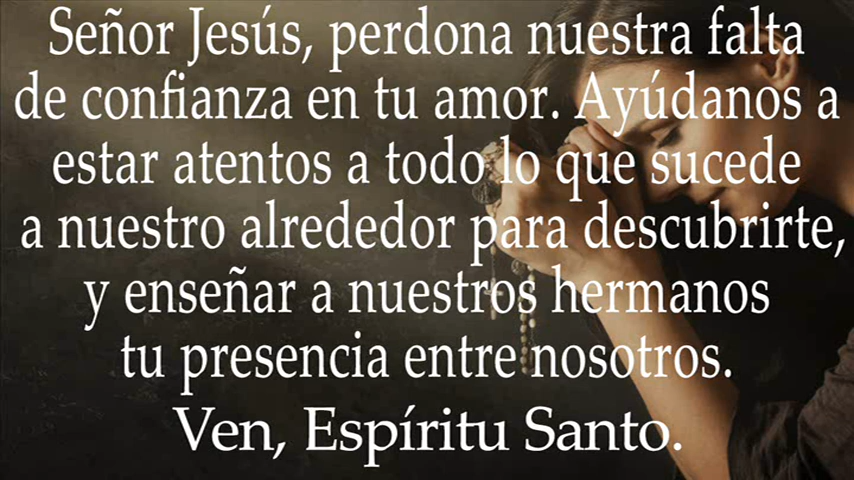 Señor Jesús, perdona nuestra falta
de confianza en tu amor. Ayúdanos a
estar atentos a todo lo que sucede
a nuestro alrededor para descubrirte,
y enseñar a nuestros hermanos
tu presencia entre nosotros.
Ven, Espíritu Santo.